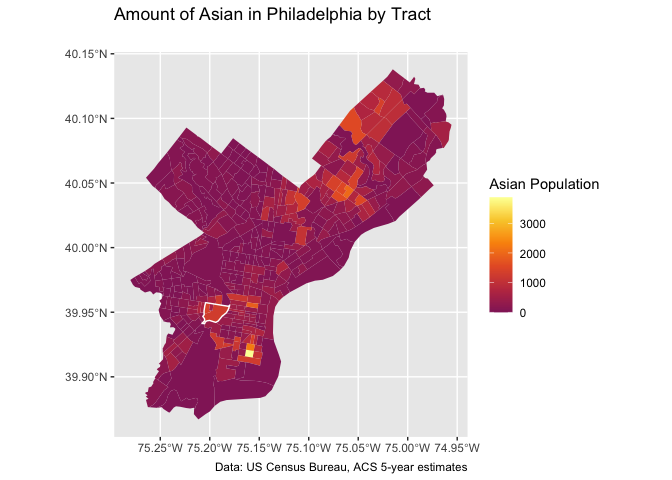 Amount of Asian in Philadelphia by Tract
40.15°N
40.10°N
40.05°N
40.00°N
39.95°N
39.90°N
75.25°W 75.20°W 75.15°W 75.10°W 75.05°W 75.00°W 74.95°W
Asian Population
3000
2000
1000
0
Data: US Census Bureau, ACS 5-year estimates